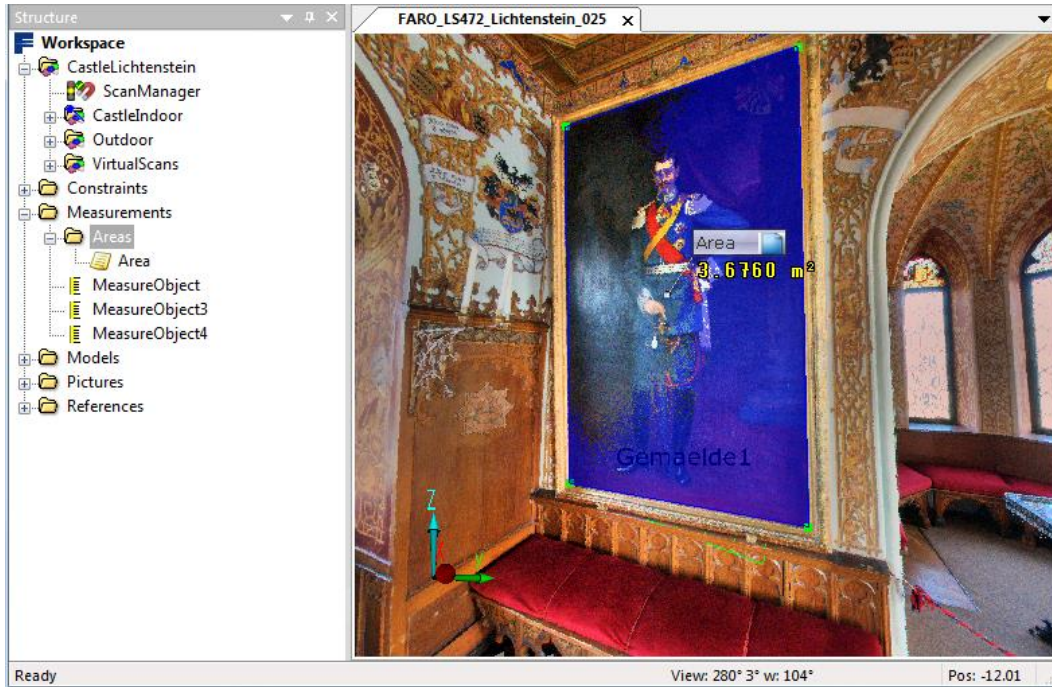 Structure
Workspace
CastleLichtenstein
ScanManager
CastleIndoor
Outdoor
VirtualScans
Constraints
Measurements
Areas
Area
MeasureObject
MeasureObject3
MeasureObject4
Models
Pictures
References
FARO_LS472_Lichtenstein_025
Area
3.6760 m²
Gemaelde1
Z
Ready
View: 280° 3° w: 104°
Pos: -12.01